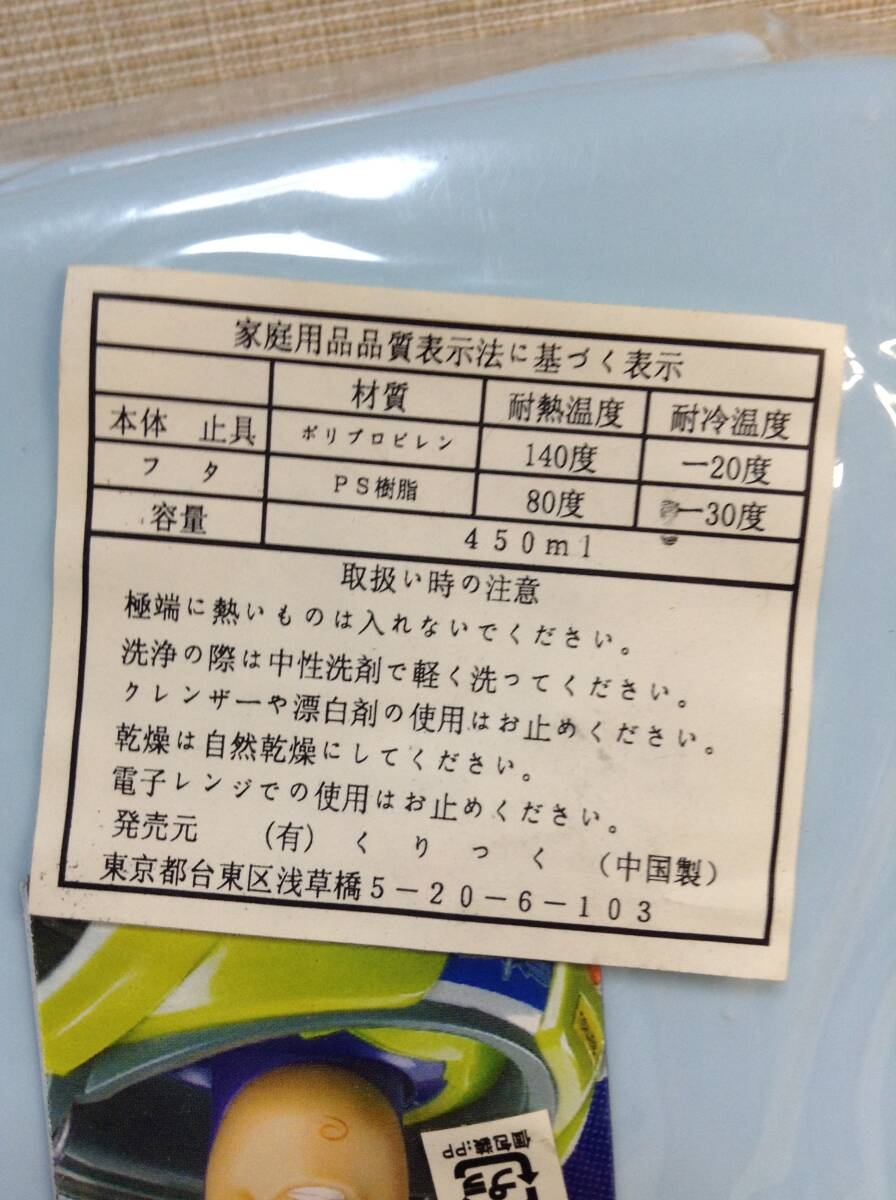 家庭用品品質表示法に基づく表示
材質 耐熱温度 耐冷温度
本体 止具 ポリプロピレン 140度 −20度
フタ PS樹脂 80度 −30度
容量 450ml
取扱い時の注意
極端に熱いものは入れないでください。
洗浄の際は中性洗剤で軽く洗ってください。
クレンザーや漂白剤の使用はお止めください。
乾燥は自然乾燥にしてください。
電子レンジでの使用はお止めください。
発売元 (有) くりっく (中国製)
東京都台東区浅草橋5−20−6−103
個包装:PP
プラ